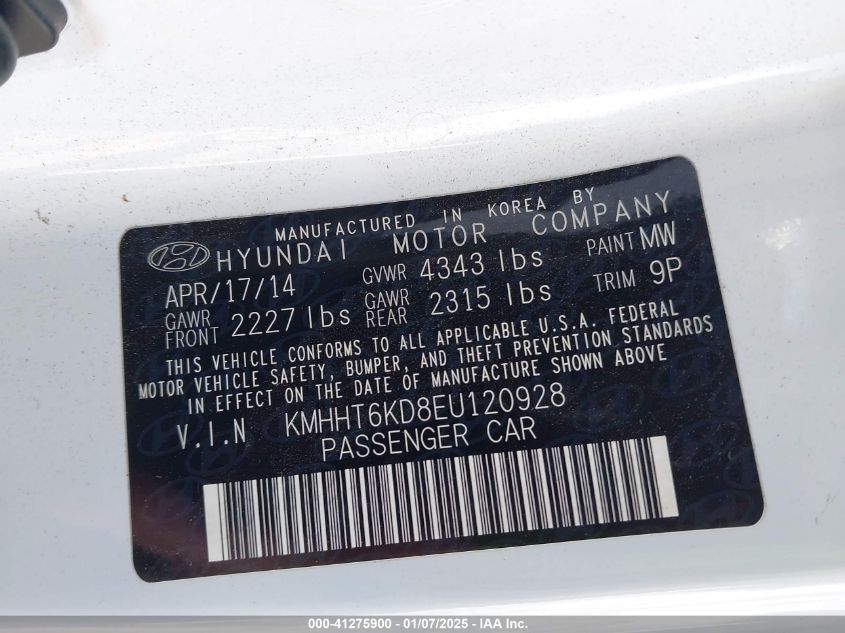 MANUFACTURED IN KOREA BY
HYUNDAI MOTOR COMPANY
APR/17/14 GVWR 4343 lbs PAINT MW
GAWR FRONT 2227 lbs GAWR REAR 2315 lbs TRIM 9P
THIS VEHICLE CONFORMS TO ALL APPLICABLE U.S.A. FEDERAL
MOTOR VEHICLE SAFETY, BUMPER, AND THEFT PREVENTION STANDARDS
IN EFFECT ON THE DATE OF MANUFACTURE SHOWN ABOVE
V.I.N KMHHT6KD8EU120928
PASSENGER CAR
000-41275900 - 01/07/2025 - IAA Inc.